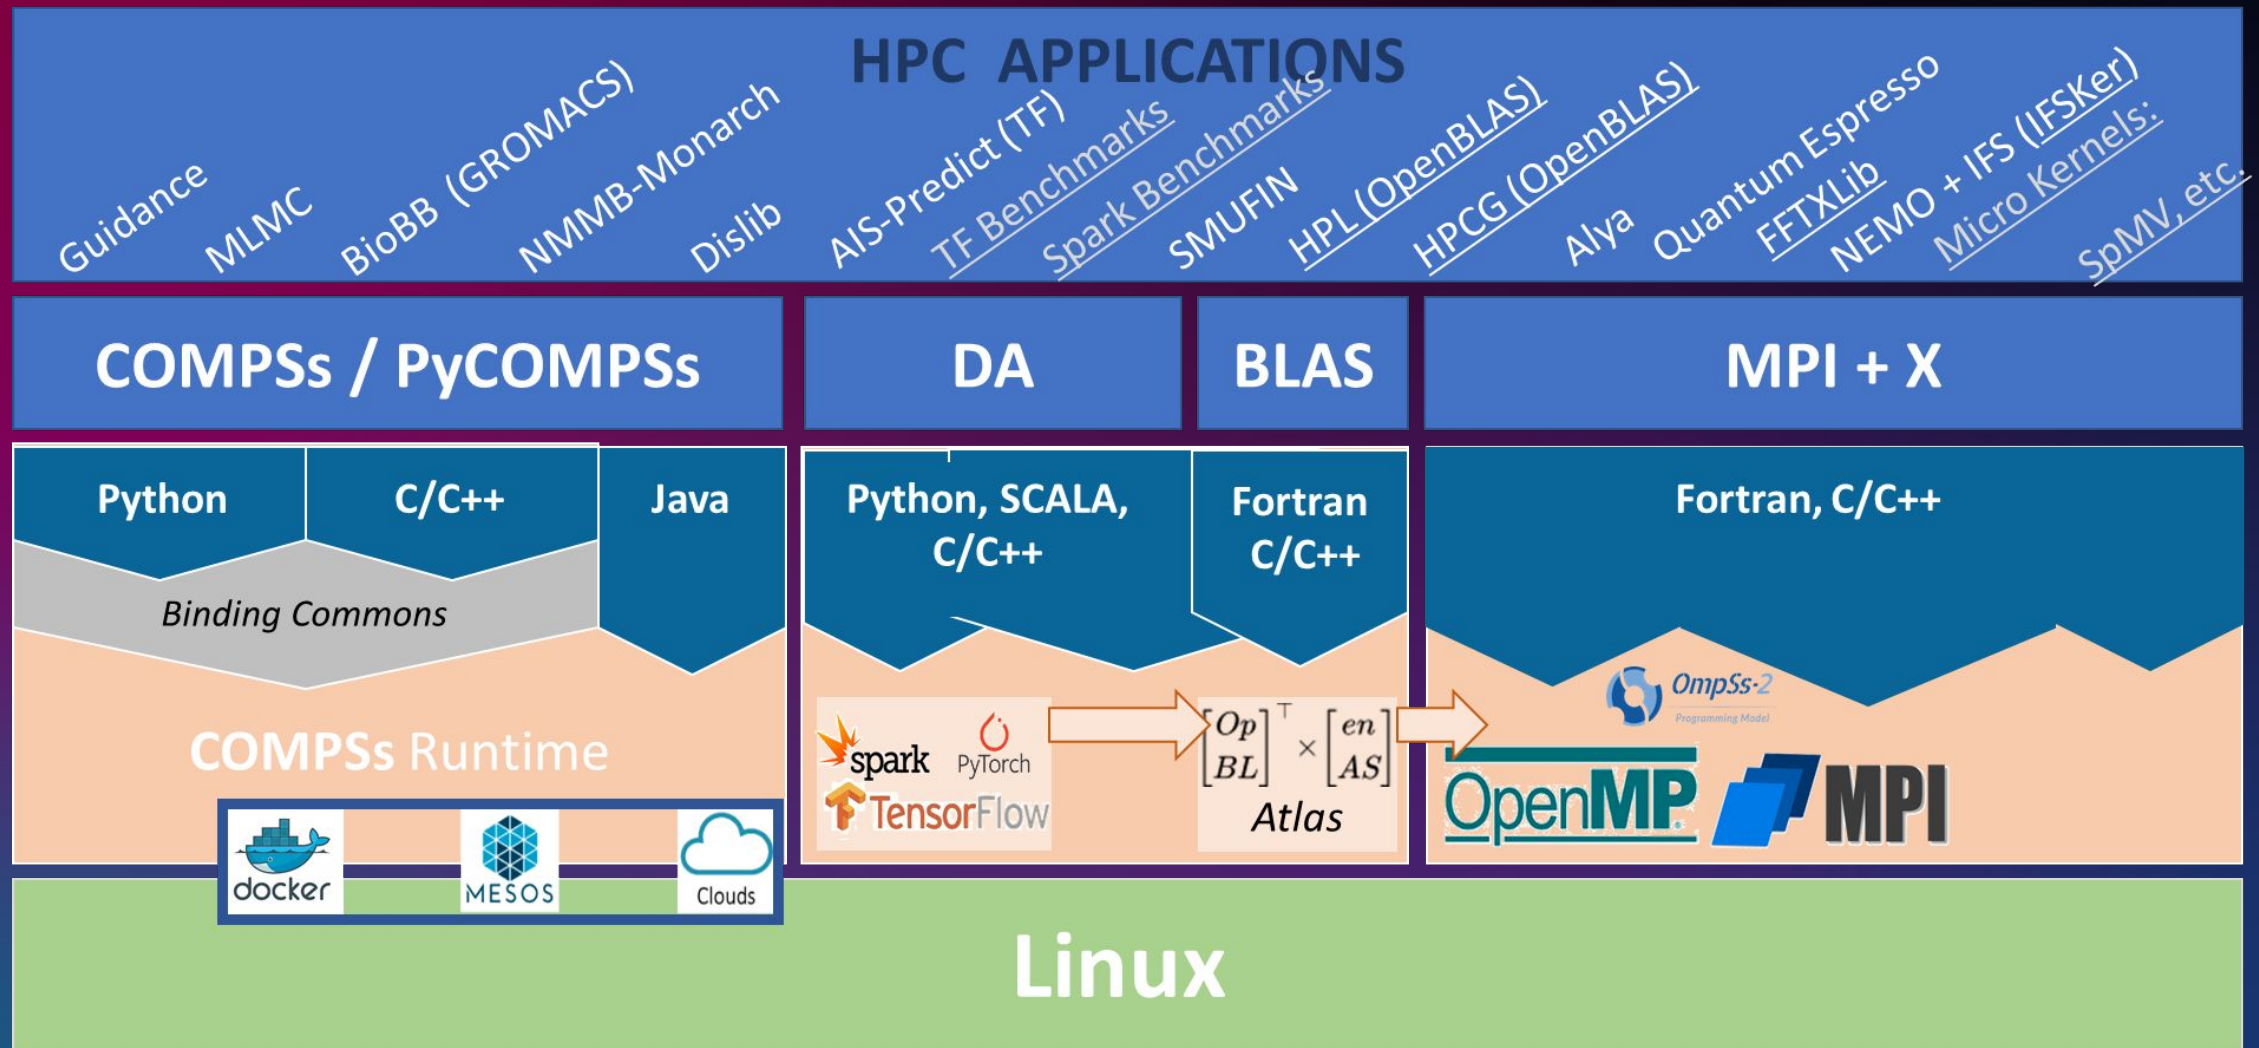 HPC APPLICATIONS
Guidance
MLMC
BioBB (GROMACS)
NMMB-Monarch
Dislib
AIS-Predict (TF)
TF Benchmarks
Spark Benchmarks
SMUFIN
HPL (OpenBLAS)
HPCG (OpenBLAS)
Alya
Quantum Espresso
FFTXLib
NEMO + IFS (IFSKer)
Micro Kernels:
SpMV, etc.
COMPSs / PyCOMPSs
DA
BLAS
MPI + X
Python
C/C++
Java
Binding Commons
COMPSs Runtime
docker
MESOS
Clouds
Python, SCALA,
C/C++
Fortran
C/C++
spark
PyTorch
TensorFlow
[Op BL]⊤ × [en AS]
Atlas
Fortran, C/C++
OmpSs-2
Programming Model
OpenMP
MPI
Linux